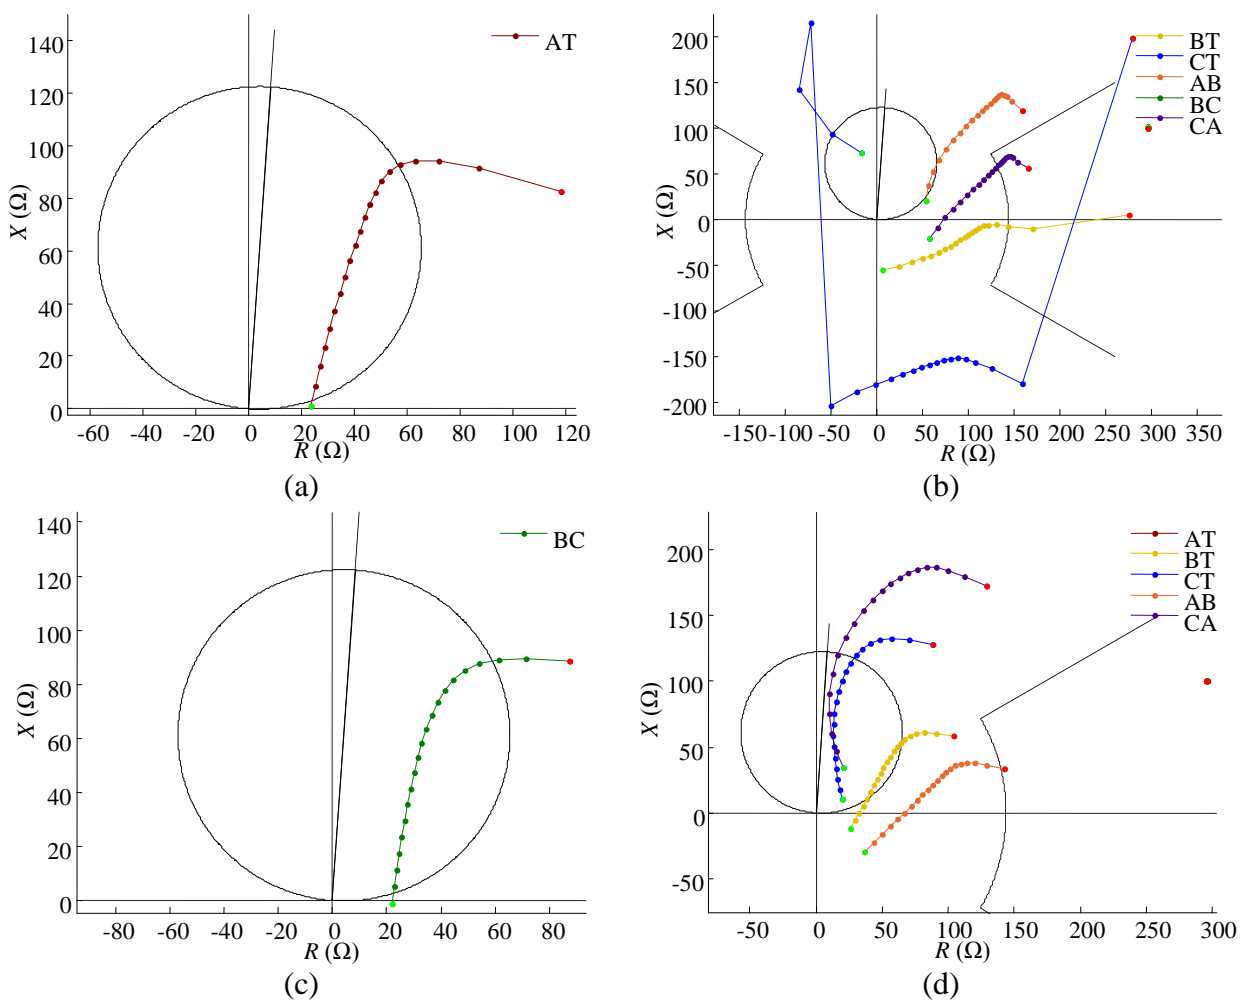 140
120
100
80
60
40
20
0
X (Ω)
-60 -40 -20 0 20 40 60 80 100 120
R (Ω)
AT
(a)
200
150
100
50
0
-50
-100
-150
-200
X (Ω)
-150 -100 -50 0 50 100 150 200 250 300 350
R (Ω)
BT
CT
AB
BC
CA
(b)
140
120
100
80
60
40
20
0
X (Ω)
-80 -60 -40 -20 0 20 40 60 80
R (Ω)
BC
(c)
200
150
100
50
0
-50
X (Ω)
-50 0 50 100 150 200 250 300
R (Ω)
AT
BT
CT
AB
CA
(d)